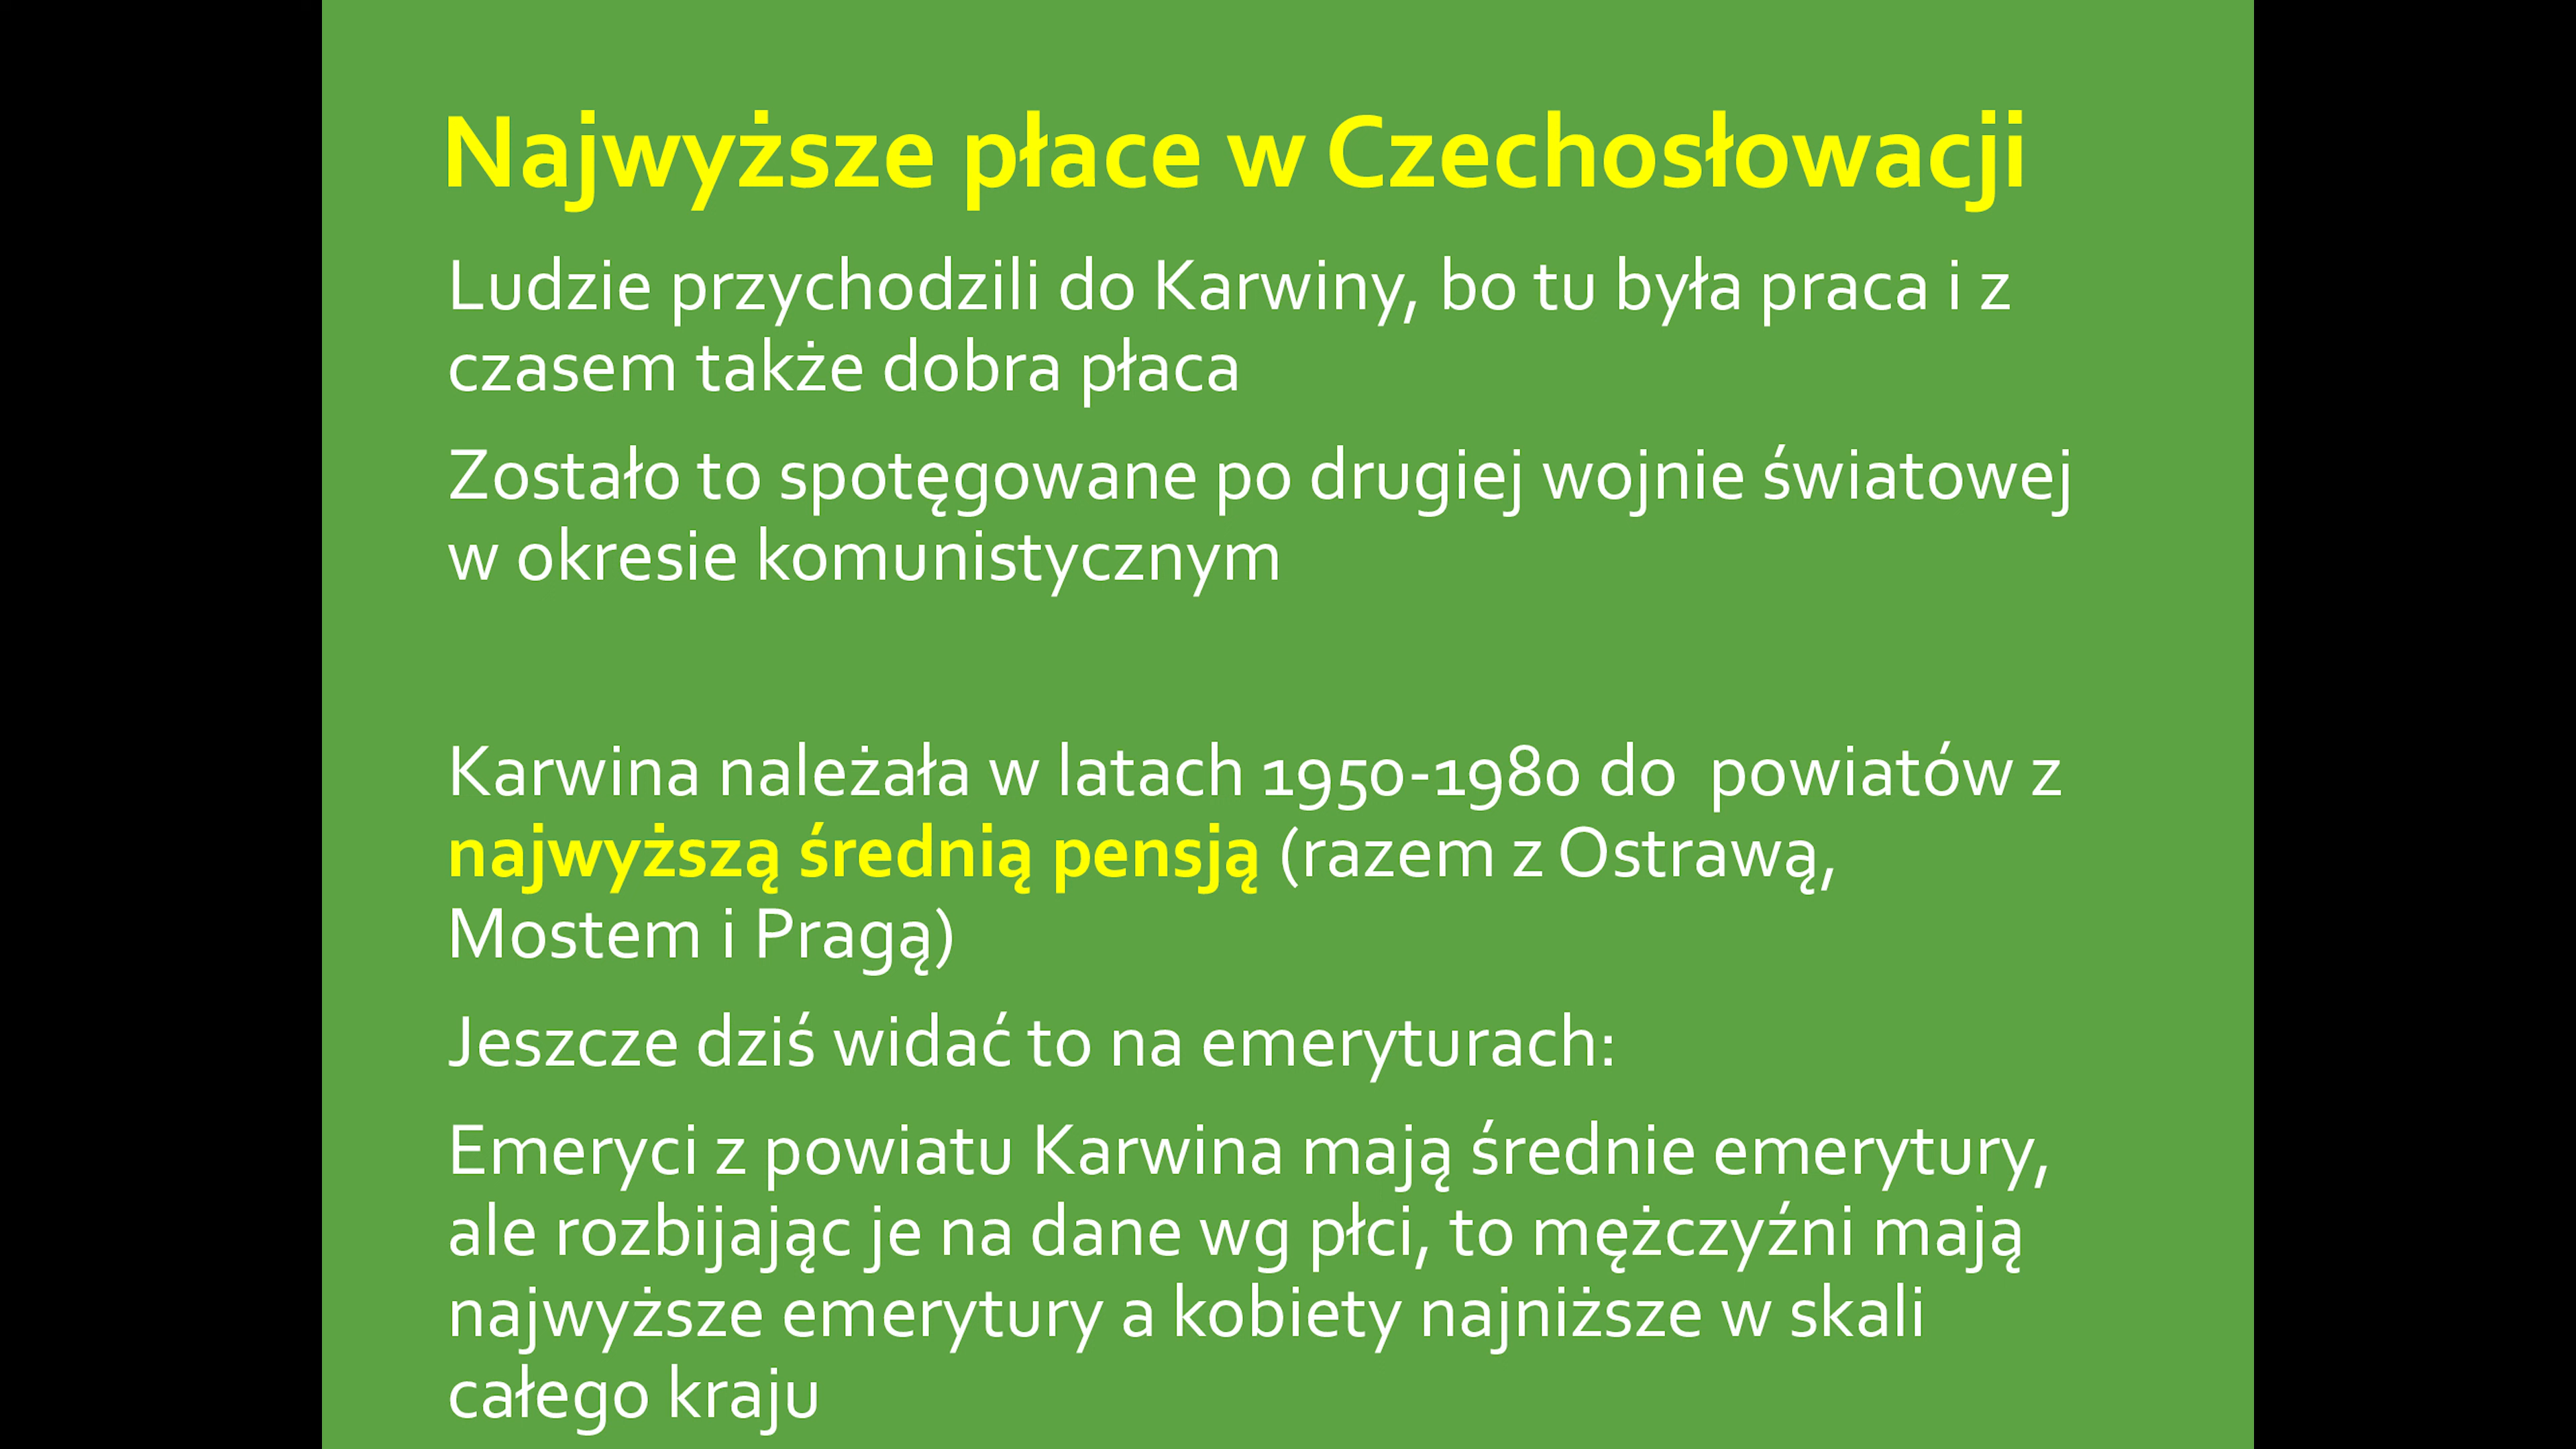 Najwyższe płace w Czechosłowacji
Ludzie przychodzili do Karwiny, bo tu była praca i z
czasem także dobra płaca
Zostało to spotęgowane po drugiej wojnie światowej
w okresie komunistycznym
Karwina należała w latach 1950-1980 do  powiatów z
najwyższą średnią pensją (razem z Ostrawą,
Mostem i Pragą)
Jeszcze dziś widać to na emeryturach:
Emeryci z powiatu Karwina mają średnie emerytury,
ale rozbijając je na dane wg płci, to mężczyźni mają
najwyższe emerytury a kobiety najniższe w skali
całego kraju